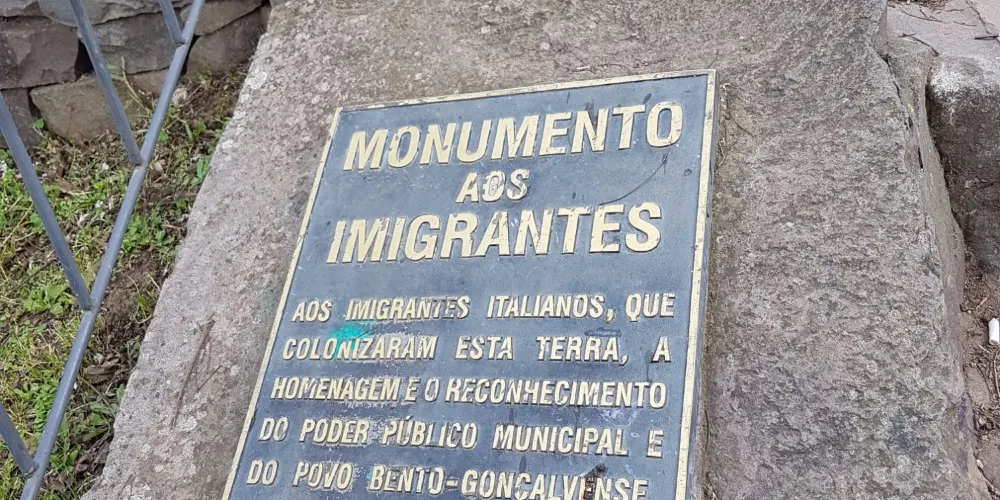 MONUMENTO
AOS
IMIGRANTES
AOS IMIGRANTES ITALIANOS, QUE
COLONIZARAM ESTA TERRA, A
HOMENAGEM E O RECONHECIMENTO
DO PODER PÚBLICO MUNICIPAL E
DO POVO BENTO-GONÇALVENSE